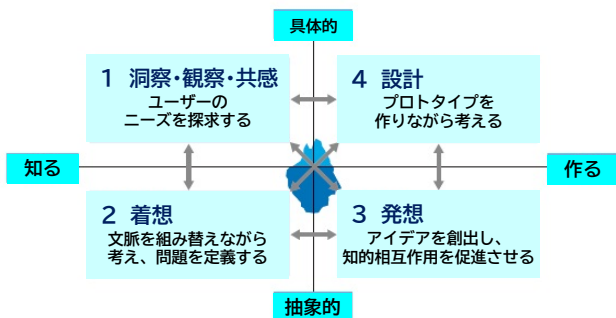 具体的
1 洞察・観察・共感
ユーザーの
ニーズを探求する
4 設計
プロトタイプを
作りながら考える
知る
作る
2 着想
文脈を組み替えながら
考え、問題を定義する
3 発想
アイデアを創出し、
知的相互作用を促進させる
抽象的